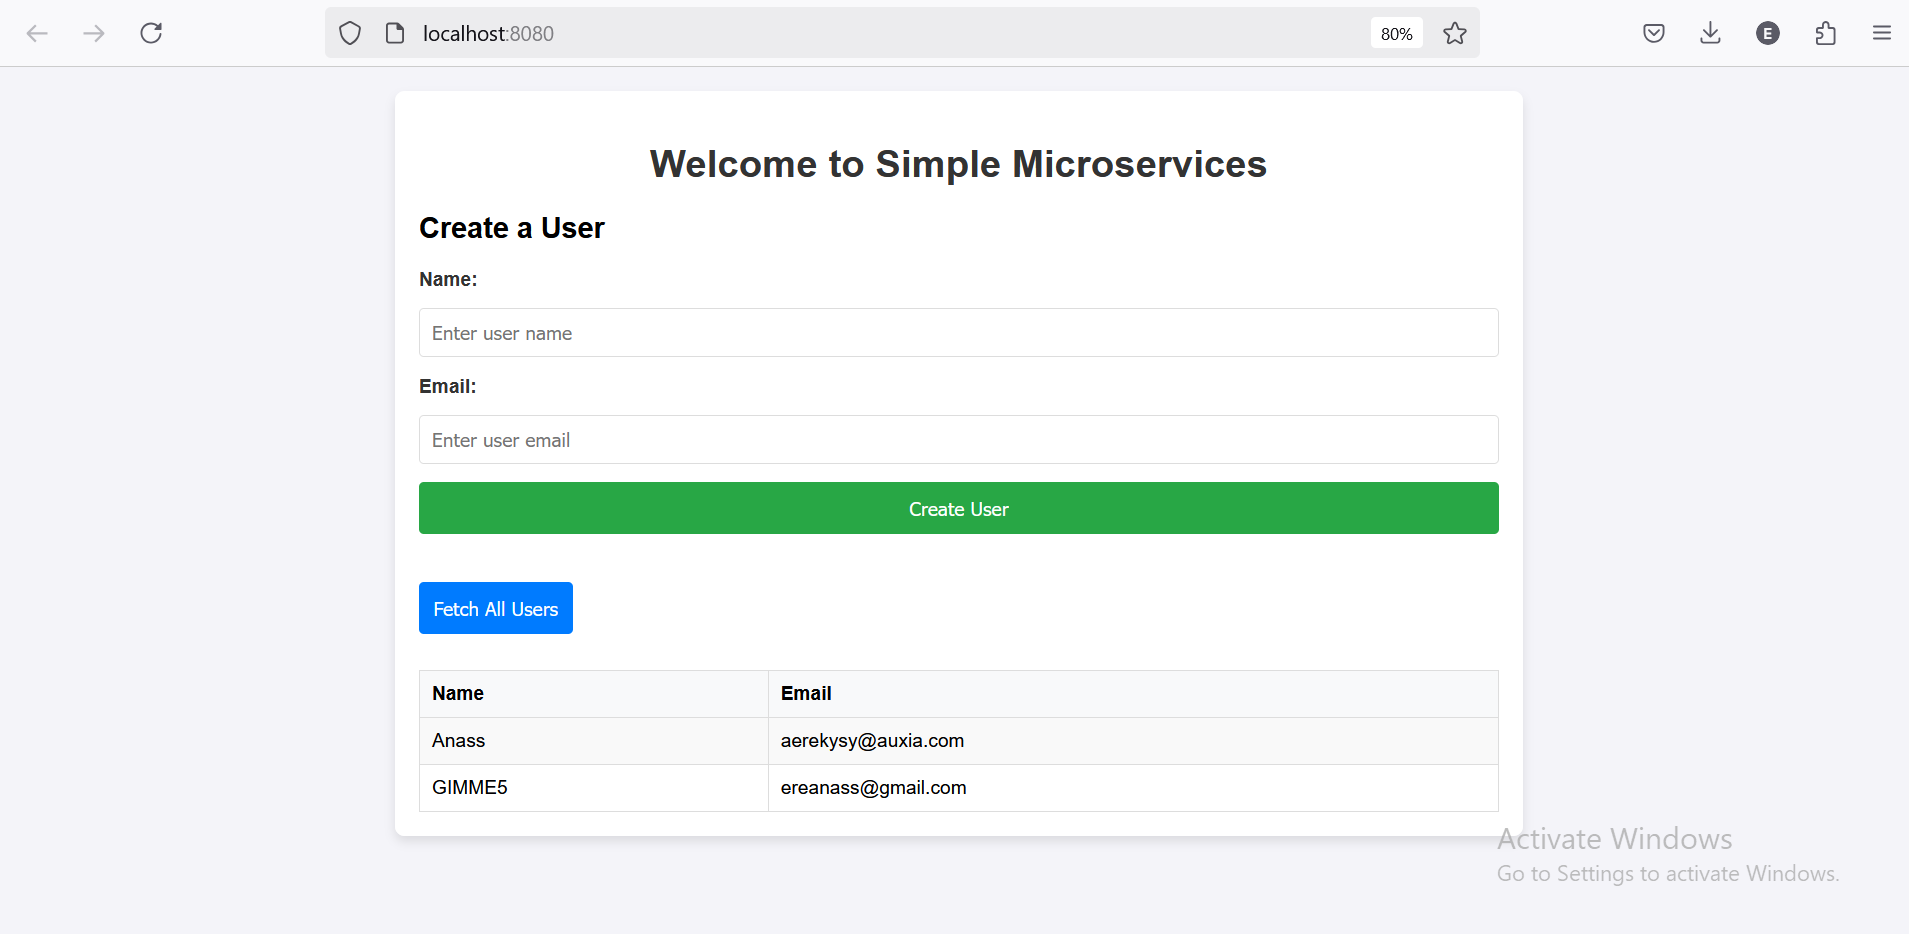 localhost:8080
80%
E
Welcome to Simple Microservices
Create a User
Name:
Enter user name
Email:
Enter user email
Create User
Fetch All Users
Name Email
Anass aerekysy@auxia.com
GIMME5 ereanass@gmail.com
Activate Windows
Go to Settings to activate Windows.